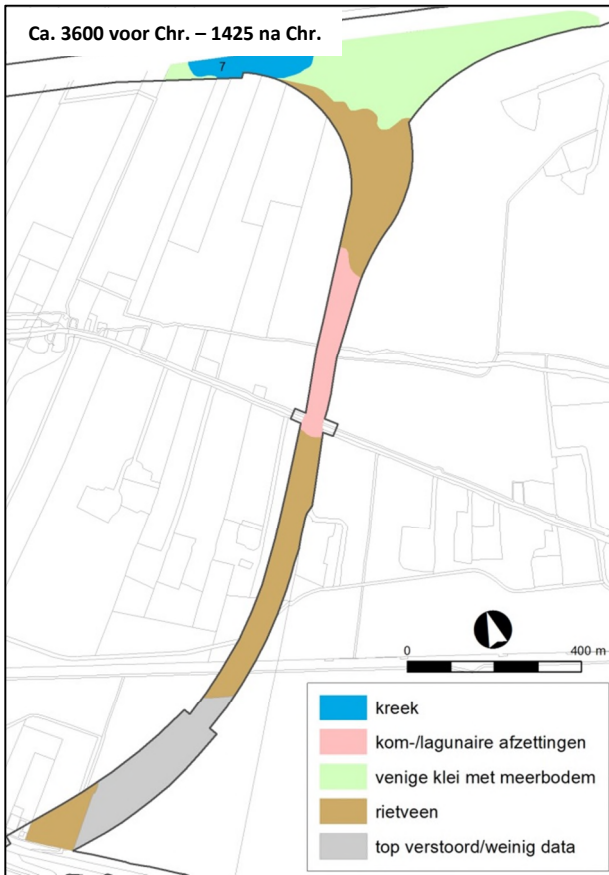 Ca. 3600 voor Chr. – 1425 na Chr.
7
0 400 m
kreek
kom-/lagunaire afzettingen
venige klei met meerbodem
rietveen
top verstoord/weinig data